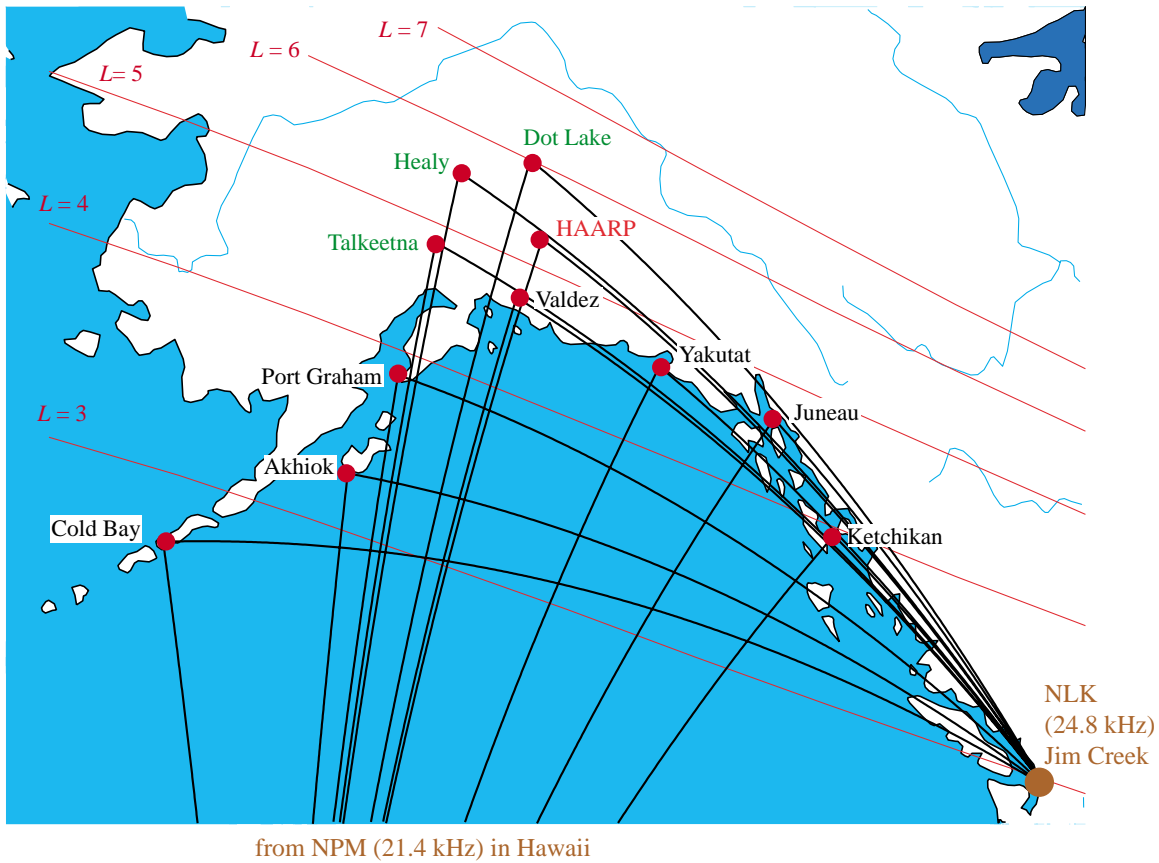 L = 7
L = 6
L= 5
Dot Lake
Healy
L = 4
HAARP
Talkeetna
Valdez
Yakutat
Port Graham
L = 3
Juneau
Akhiok
Cold Bay
Ketchikan
NLK
(24.8 kHz)
Jim Creek
from NPM (21.4 kHz) in Hawaii